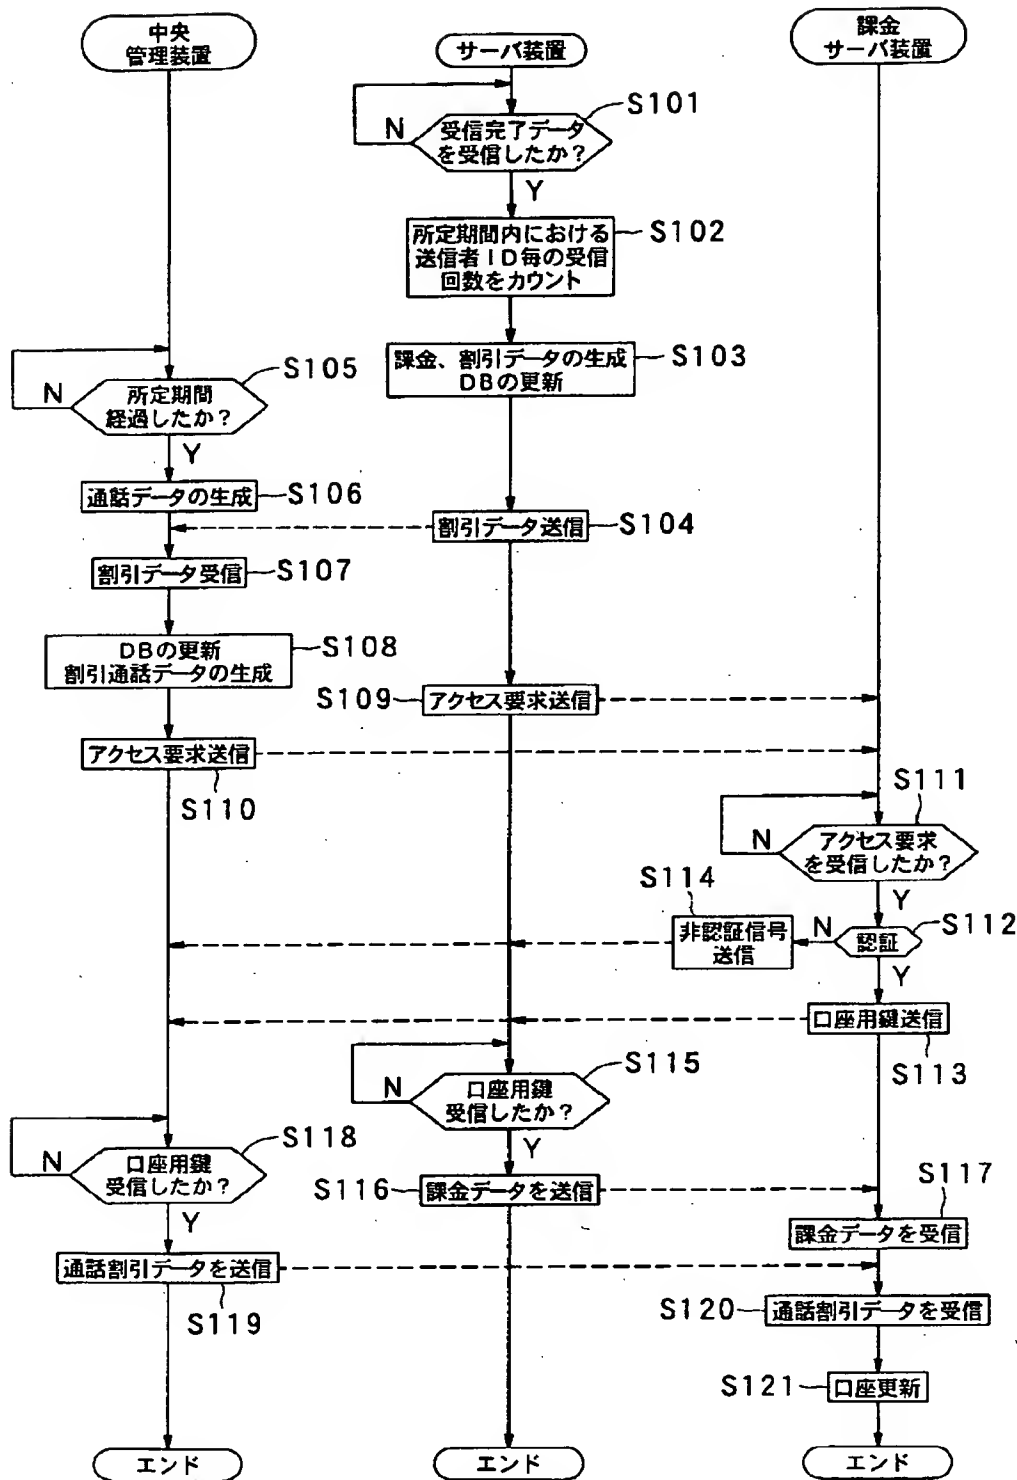 中央
管理装置
サーバ装置
課金
サーバ装置
S101
N
受信完了データ
を受信したか?
Y
所定期間内における
送信者ID毎の受信
回数をカウント
S102
課金、割引データの生成
DBの更新
S103
S105
N
所定期間
経過したか?
Y
通話データの生成
S106
割引データ送信
S104
割引データ受信
S107
DBの更新
割引通話データの生成
S108
S109
アクセス要求送信
アクセス要求送信
S110
S111
N
アクセス要求
を受信したか?
Y
S114
非認証信号
送信
N
認証
S112
Y
口座用鍵送信
S113
S115
N
口座用鍵
受信したか?
Y
S118
N
口座用鍵
受信したか?
Y
S116
課金データを送信
S117
課金データを受信
通話割引データを送信
S119
S120
通話割引データを受信
S121
口座更新
エンド
エンド
エンド